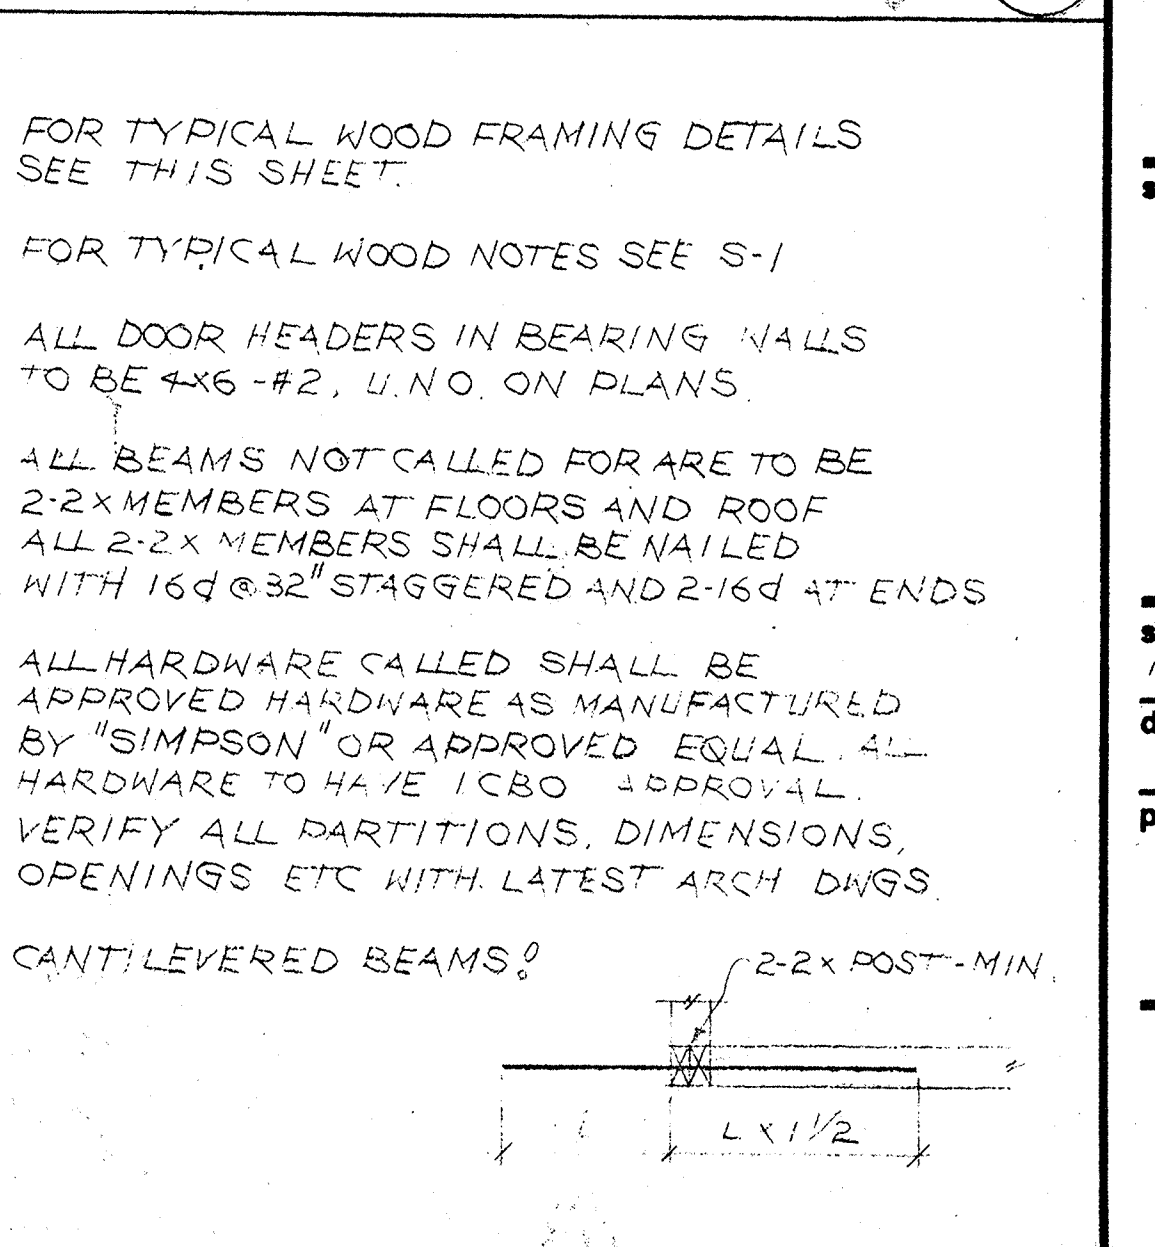 FOR TYPICAL WOOD FRAMING DETAILS
SEE THIS SHEET.
FOR TYPICAL WOOD NOTES SEE S-1
ALL DOOR HEADERS IN BEARING WALLS
TO BE 4X6-#2, U.N.O. ON PLANS.
ALL BEAMS NOT CALLED FOR ARE TO BE
2-2X MEMBERS AT FLOORS AND ROOF
ALL 2-2X MEMBERS SHALL BE NAILED
WITH 16d @ 32" STAGGERED AND 2-16d AT ENDS
ALL HARDWARE CALLED SHALL BE
APPROVED HARDWARE AS MANUFACTURED
BY "SIMPSON" OR APPROVED EQUAL. ALL
HARDWARE TO HAVE ICBO APPROVAL.
VERIFY ALL PARTITIONS, DIMENSIONS,
OPENINGS ETC WITH LATEST ARCH DWGS.
CANTILEVERED BEAMS:
2-2X POST-MIN.
L
L X 1 1/2